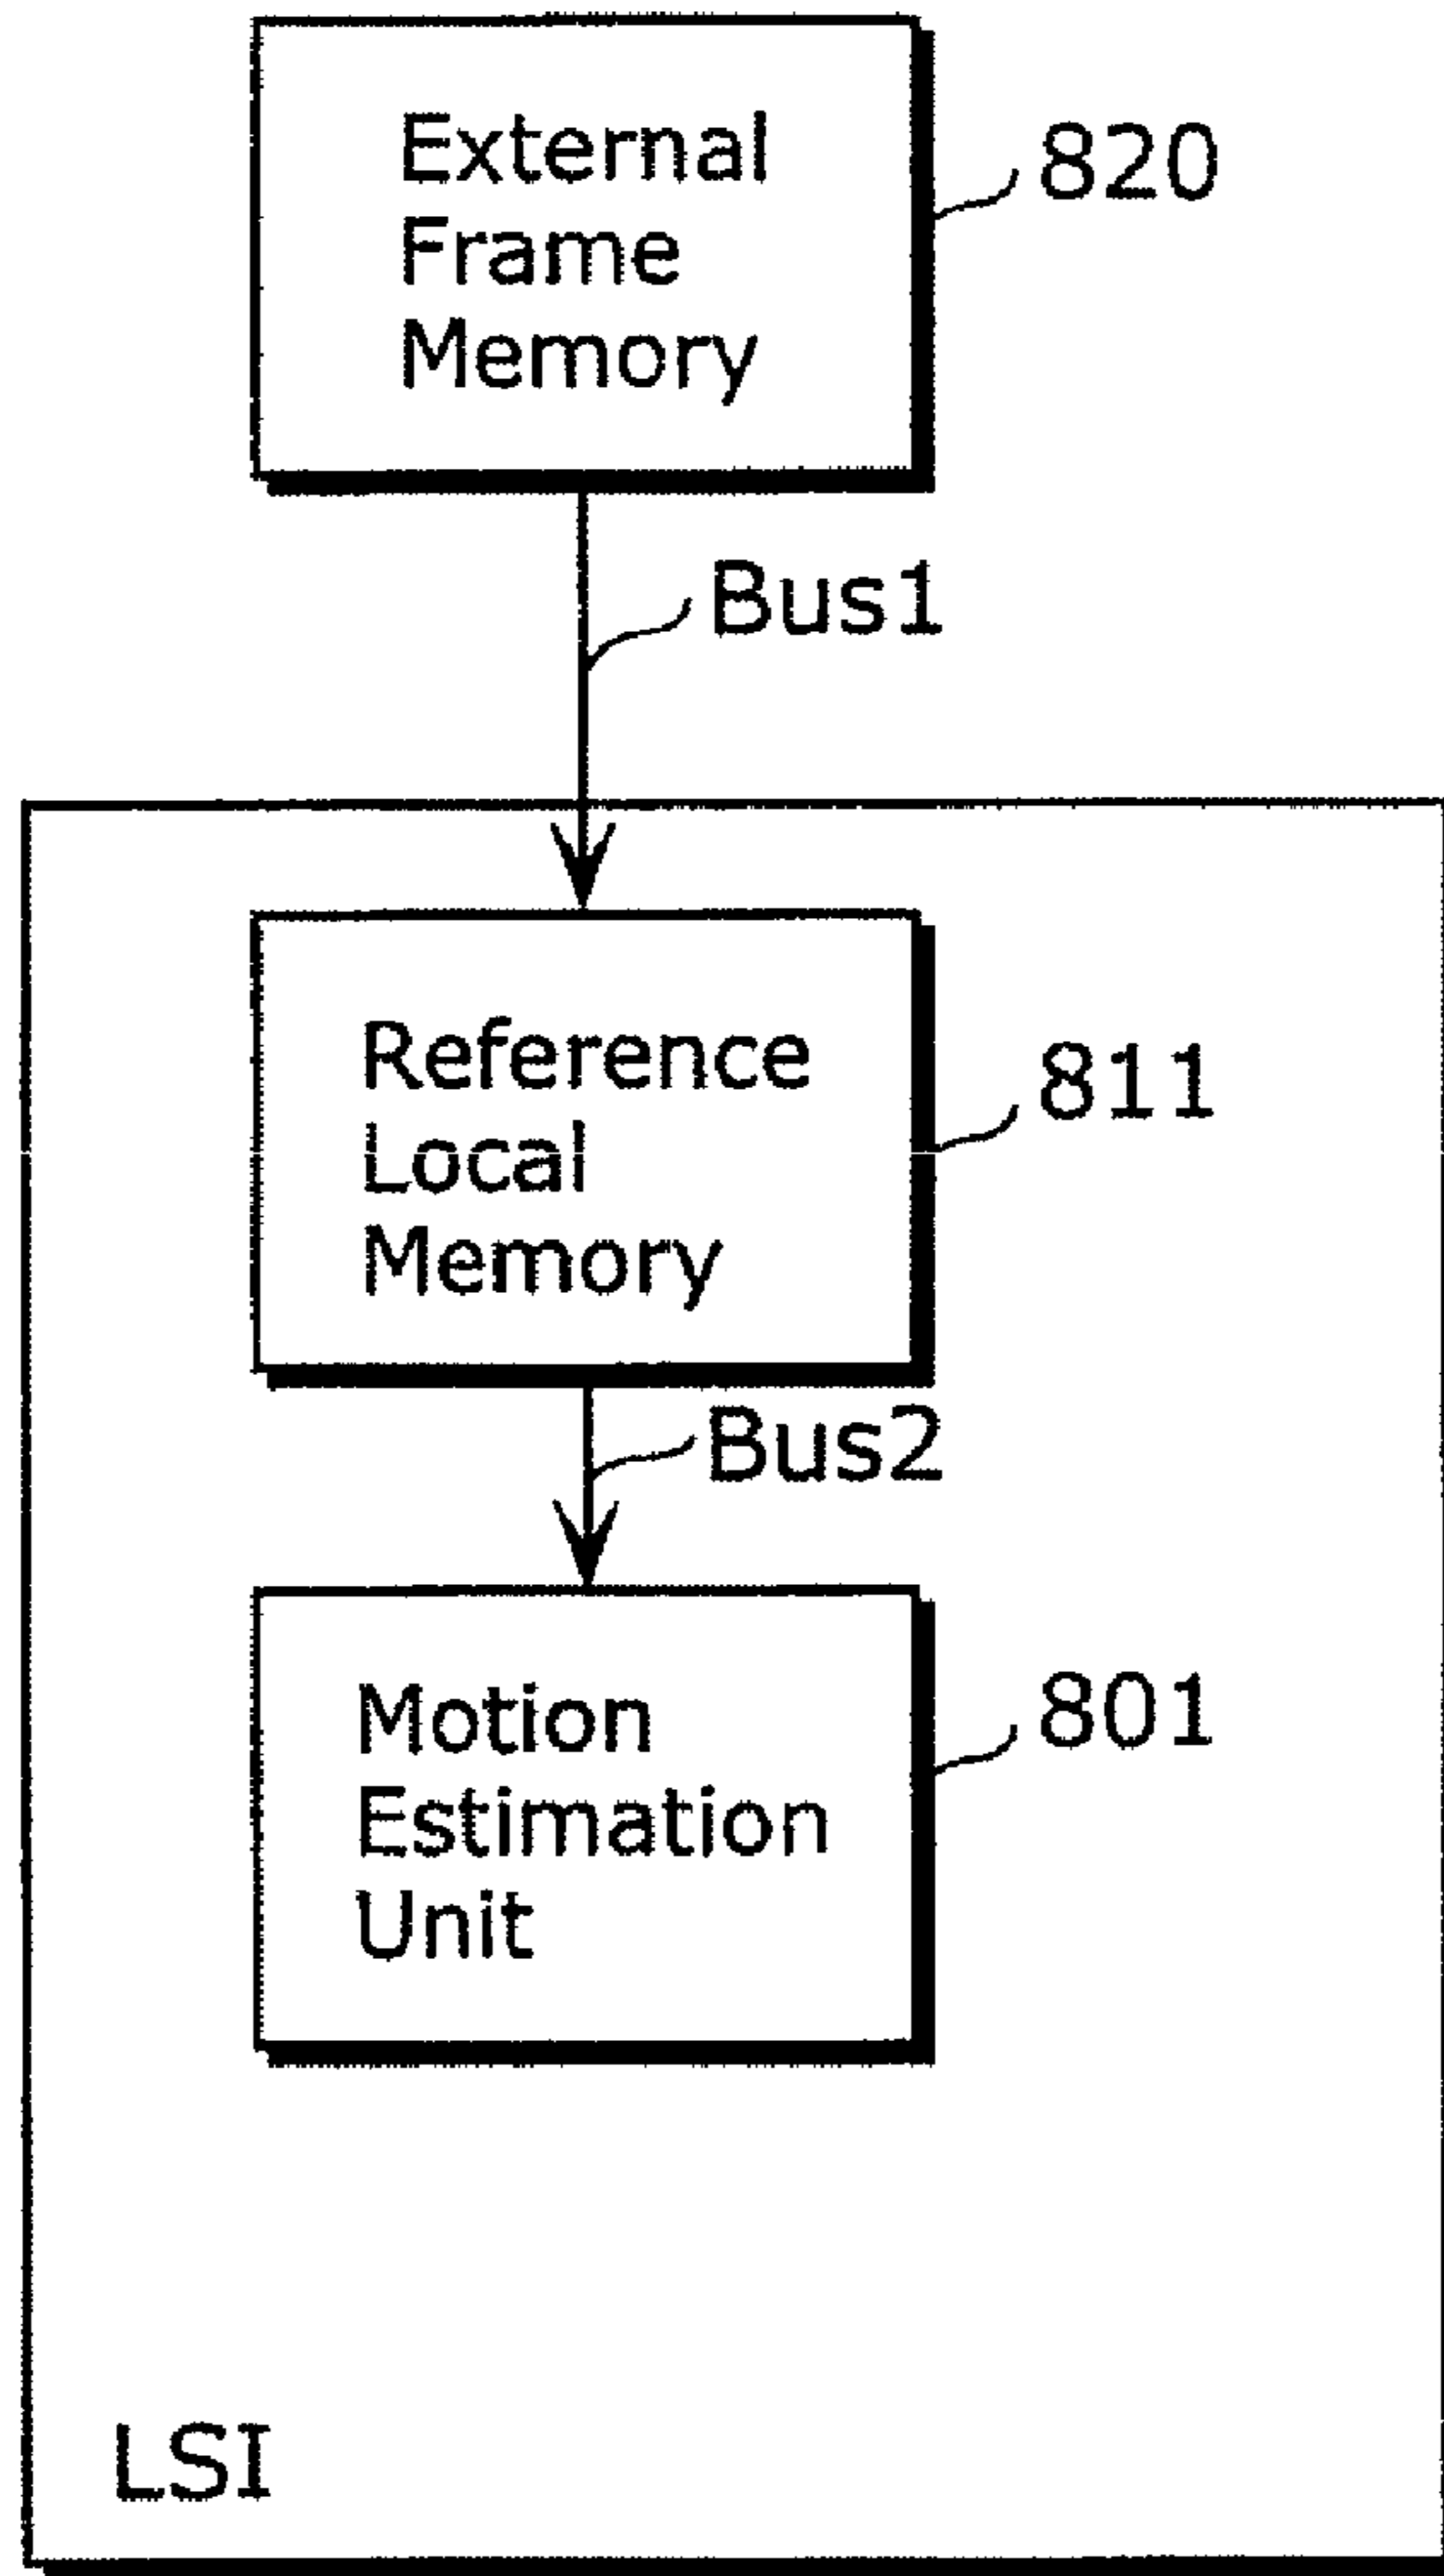 External
Frame
Memory
820
Bus1
Reference
Local
Memory
811
Bus2
Motion
Estimation
Unit
801
LSI